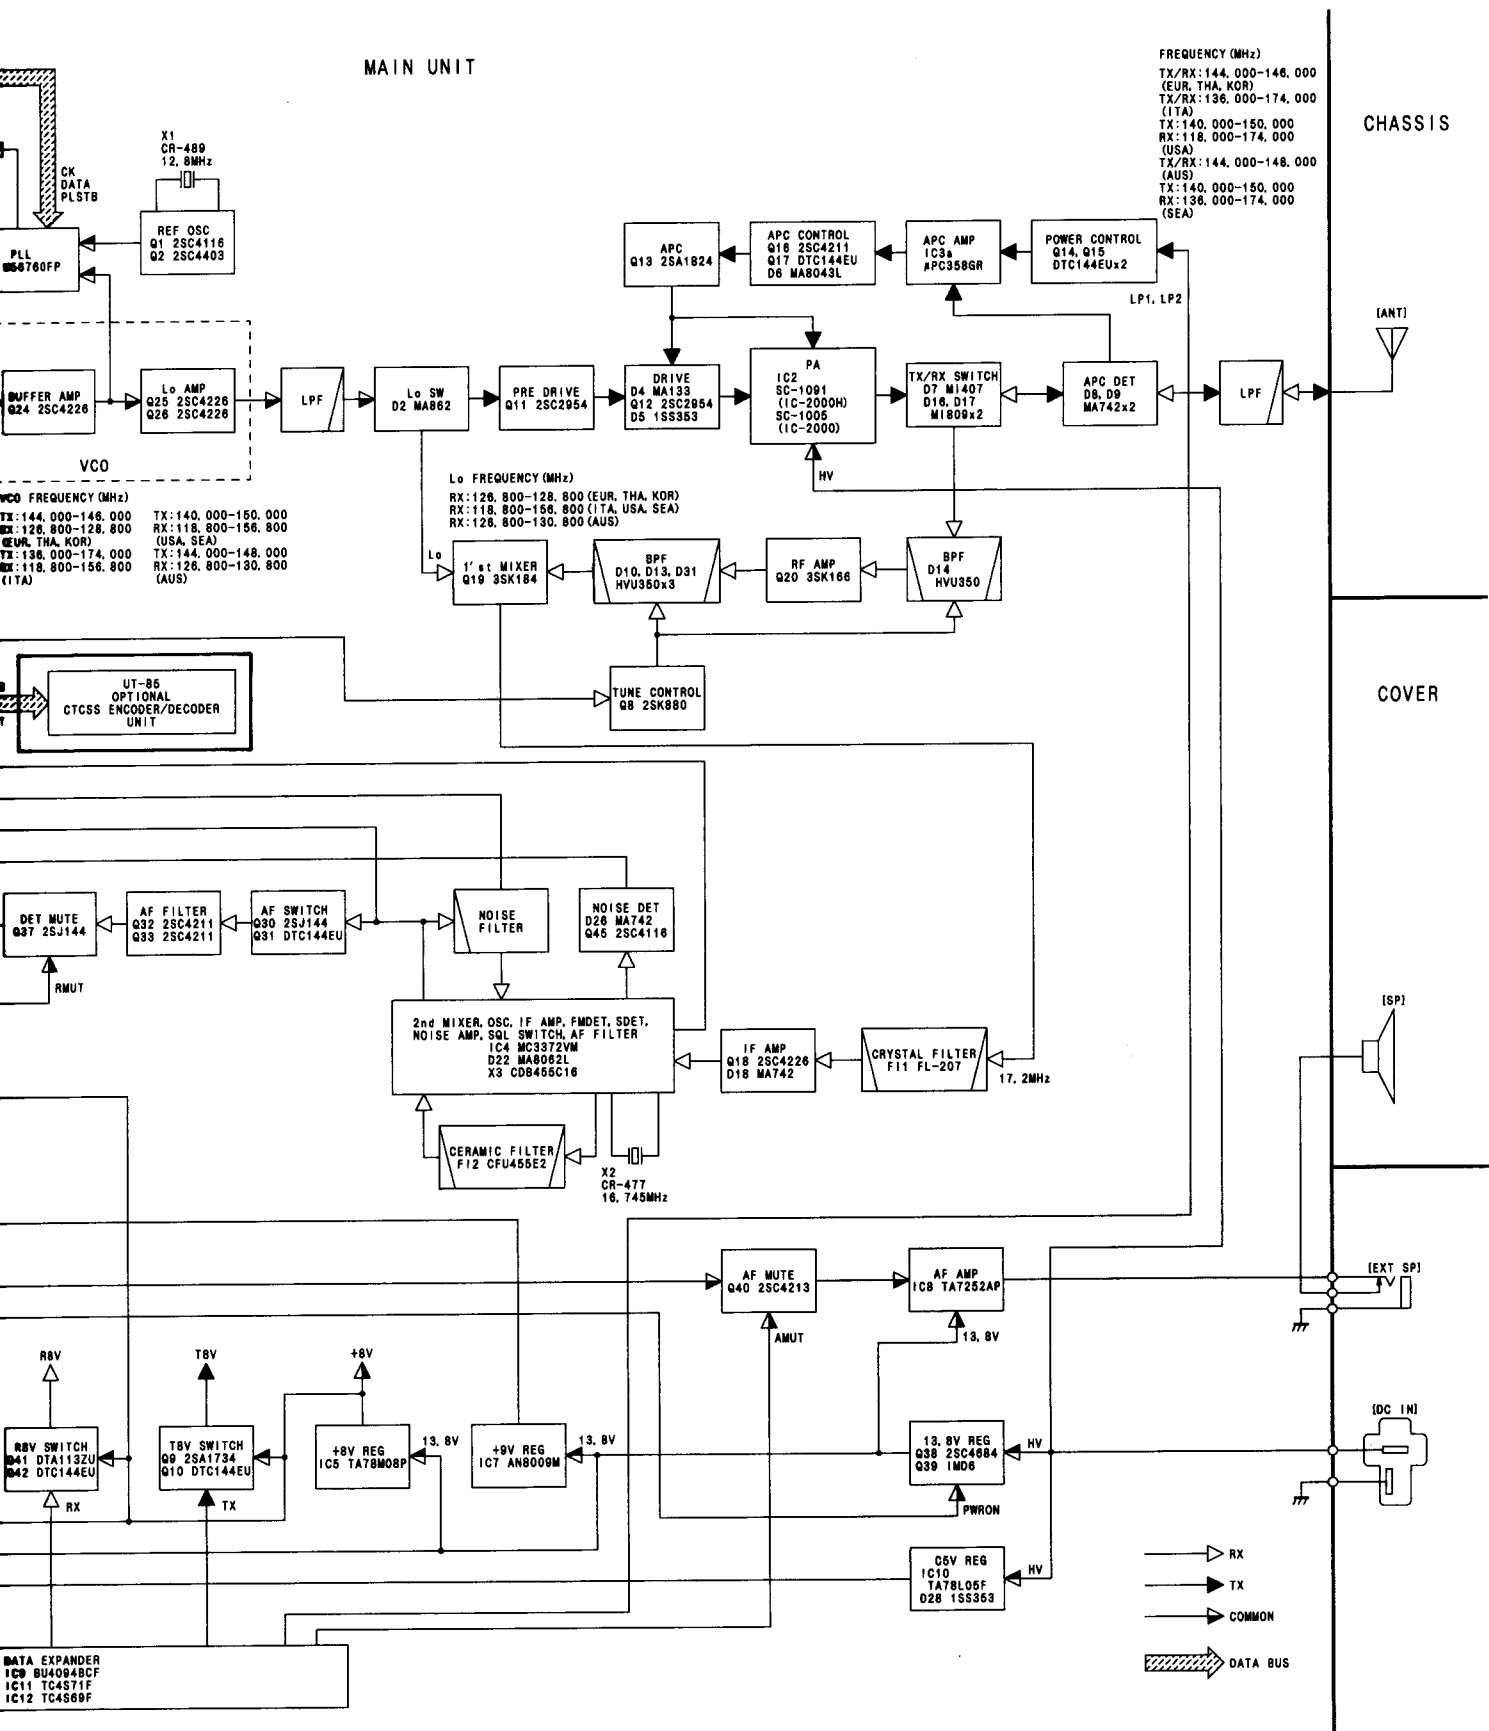 MAIN UNIT
FREQUENCY(MHz)
TX/RX:144.000-146.000
(EUR, THA, KOR)
TX/RX:136.000-174.000
(ITA)
TX:140.000-150.000
RX:118.000-174.000
(USA)
TX/RX:144.000-148.000
(AUS)
TX:140.000-150.000
RX:136.000-174.000
(SEA)
CHASSIS
X1
CR-489
12.8MHz
CK
DATA
PLSTB
PLL
M56760FP
REF OSC
Q1 2SC4116
Q2 2SC4403
APC
Q13 2SA1824
APC CONTROL
Q16 2SC4211
Q17 DTC144EU
D6 MA8043L
APC AMP
IC3a
µPC358GR
POWER CONTROL
Q14, Q15
DTC144EUx2
LP1, LP2
[ANT]
BUFFER AMP
Q24 2SC4226
Lo AMP
Q25 2SC4226
Q26 2SC4226
VCO
LPF
Lo SW
D2 MA862
PRE DRIVE
Q11 2SC2954
DRIVE
D4 MA133
Q12 2SC2954
D5 1SS353
PA
IC2
SC-1091
(IC-2000H)
SC-1005
(IC-2000)
TX/RX SWITCH
D7 MI407
D16, D17
MI809x2
APC DET
D8, D9
MA742x2
LPF
HV
VCO FREQUENCY(MHz)
TX:144.000-146.000
RX:126.800-128.800
(EUR, THA, KOR)
TX:136.000-174.000
RX:118.800-156.800
(ITA)
TX:140.000-150.000
RX:118.800-156.800
(USA, SEA)
TX:144.000-148.000
RX:126.800-130.800
(AUS)
Lo FREQUENCY(MHz)
RX:126.800-128.800(EUR, THA, KOR)
RX:118.800-156.800(ITA, USA, SEA)
RX:126.800-130.800(AUS)
Lo
1'st MIXER
Q19 3SK184
BPF
D10, D13, D31
HVU350x3
RF AMP
Q20 3SK166
BPF
D14
HVU350
UT-85
OPTIONAL
CTCSS ENCODER/DECODER
UNIT
TUNE CONTROL
Q8 2SK880
COVER
DET MUTE
Q37 2SJ144
AF FILTER
Q32 2SC4211
Q33 2SC4211
AF SWITCH
Q30 2SJ144
Q31 DTC144EU
NOISE
FILTER
NOISE DET
D26 MA742
Q45 2SC4116
RMUT
[SP]
2nd MIXER, OSC, IF AMP, FMDET, SDET,
NOISE AMP, SQL SWITCH, AF FILTER
IC4 MC3372VM
D22 MA8062L
X3 CDB455C16
IF AMP
Q18 2SC4226
D18 MA742
CRYSTAL FILTER
FI1 FL-207
17.2MHz
CERAMIC FILTER
FI2 CFU455E2
X2
CR-477
16.745MHz
AF MUTE
Q40 2SC4213
AF AMP
IC8 TA7252AP
[EXT SP]
AMUT
13.8V
R8V
T8V
+8V
[DC IN]
R8V SWITCH
Q41 DTA113ZU
Q42 DTC144EU
T8V SWITCH
Q9 2SA1734
Q10 DTC144EU
+8V REG
IC5 TA78M08P
13.8V
+9V REG
IC7 AN8009M
13.8V
13.8V REG
Q38 2SC4684
Q39 IMD6
HV
RX
TX
PWRON
C5V REG
IC10
TA78L05F
D28 1SS353
HV
RX
TX
COMMON
DATA BUS
DATA EXPANDER
IC9 BU4094BCF
IC11 TC4S71F
IC12 TC4S69F